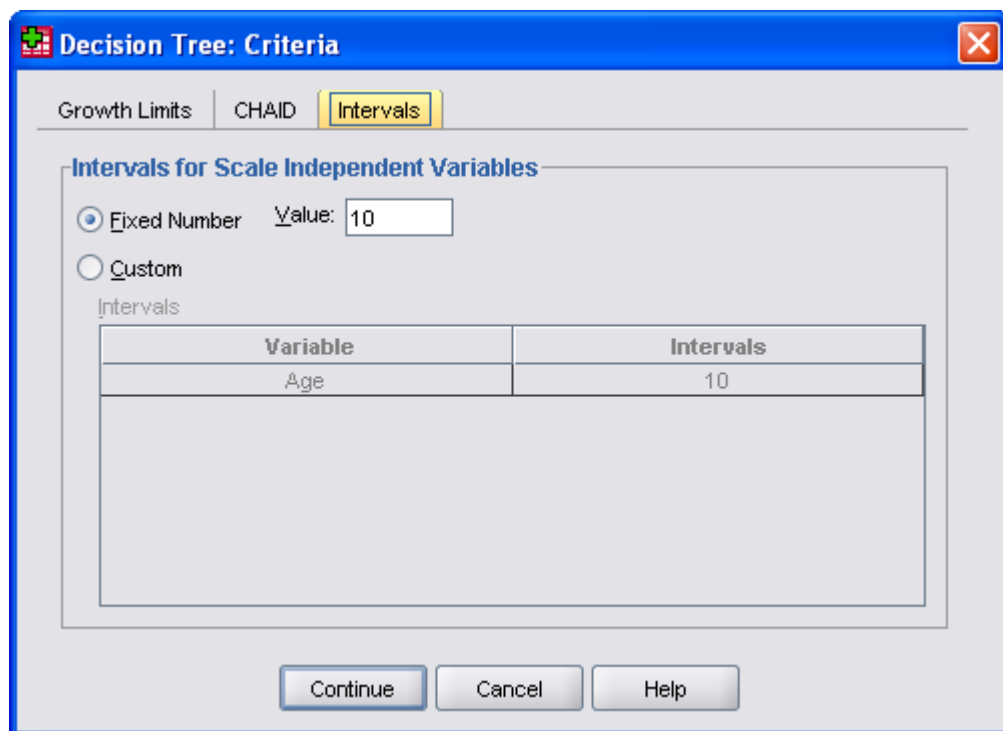 Decision Tree: Criteria
Growth Limits CHAID Intervals
Intervals for Scale Independent Variables
Fixed Number Value: 10
Custom
Intervals
Variable Intervals
Age 10
Continue Cancel Help